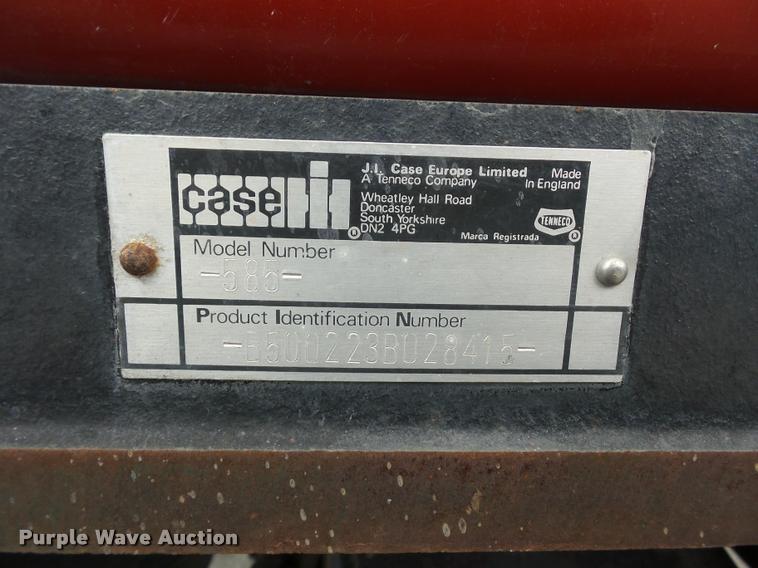 case IH
J.I. Case Europe Limited
A Tenneco Company
Wheatley Hall Road
Doncaster
South Yorkshire
DN2 4PG
Made
In England
TENNECO
Marca Registrada
Model Number
-585-
Product Identification Number
-B500223B028415-
Purple Wave Auction